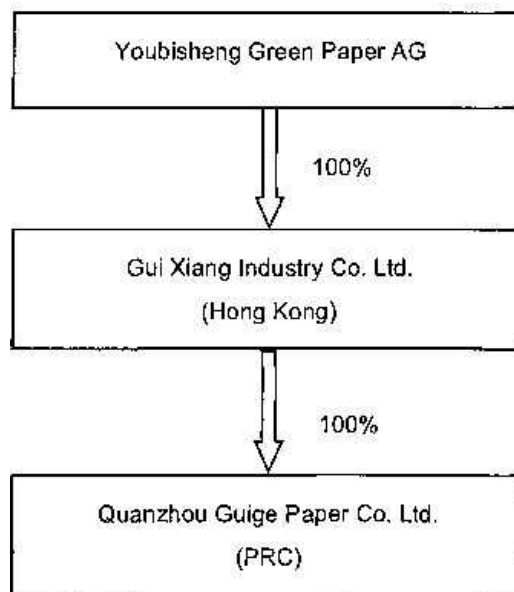 Youbisheng Green Paper AG
100%
Gui Xiang Industry Co. Ltd.
(Hong Kong)
100%
Quanzhou Guige Paper Co. Ltd.
(PRC)